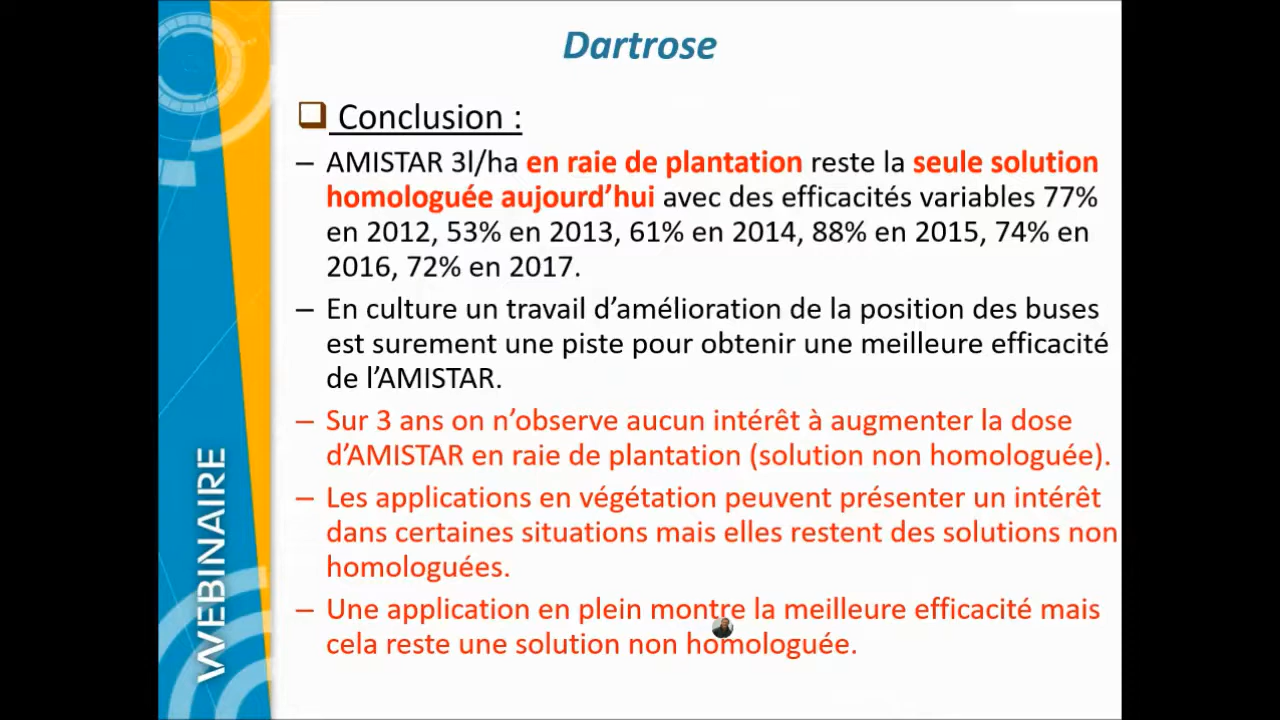 Dartrose
Conclusion :
– AMISTAR 3l/ha en raie de plantation reste la seule solution
homologuée aujourd’hui avec des efficacités variables 77%
en 2012, 53% en 2013, 61% en 2014, 88% en 2015, 74% en
2016, 72% en 2017.
– En culture un travail d’amélioration de la position des buses
est surement une piste pour obtenir une meilleure efficacité
de l’AMISTAR.
– Sur 3 ans on n’observe aucun intérêt à augmenter la dose
d’AMISTAR en raie de plantation (solution non homologuée).
– Les applications en végétation peuvent présenter un intérêt
dans certaines situations mais elles restent des solutions non
homologuées.
– Une application en plein montre la meilleure efficacité mais
cela reste une solution non homologuée.
WEBINAIRE